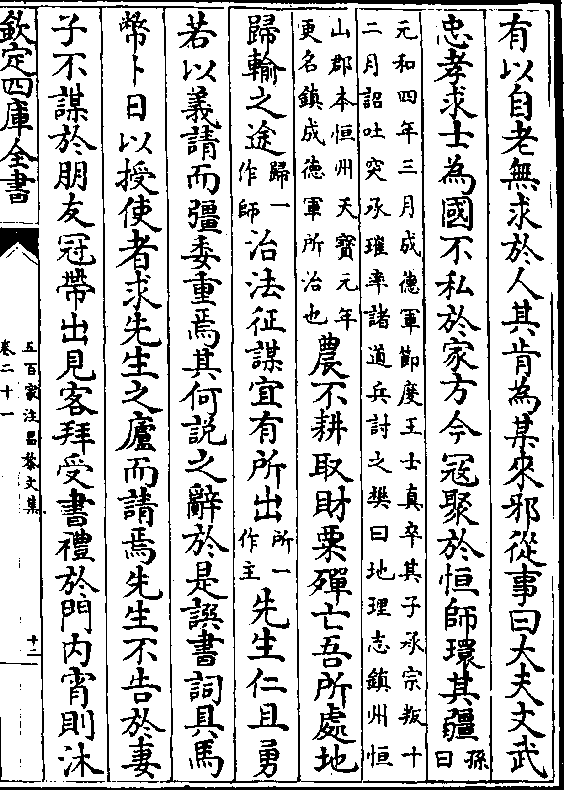 有以自老無求於人其肯為某來邪從事曰大夫文武
忠孝求士為國不私於家方今寇聚於恒師環其疆孫曰
元和四年三月成德軍節度王士真卒其子承宗叛十
二月詔吐突承璀率諸道兵討之樊曰地理志鎮州恒
山郡本恒州天寶元年
更名鎮成德軍所治也
農不耕取財粟殫亡吾所處地
歸輸之途歸一作師治法征謀宜有所出所一作主先生仁且勇
若以義請而彊委重焉其何説之辭於是譔書詞具馬
幣卜日以授使者求先生之廬而請焉先生不告於妻
子不謀於朋友冠帶出見客拜受書禮於門内宵則沐
欽定四庫全書
五百家注昌黎文集
卷二十一
十二